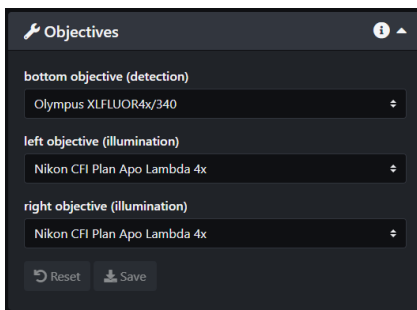 Objectives
bottom objective (detection)
Olympus XLFLUOR4x/340
left objective (illumination)
Nikon CFI Plan Apo Lambda 4x
right objective (illumination)
Nikon CFI Plan Apo Lambda 4x
Reset Save